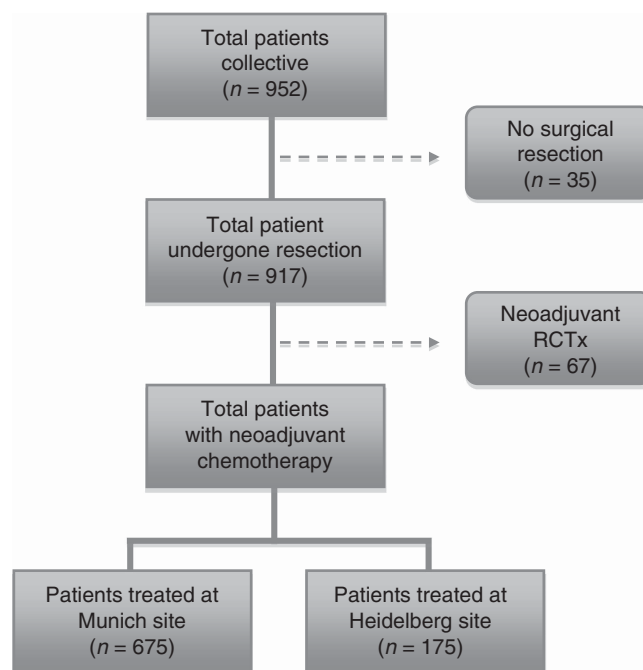 Total patients
collective
(n = 952)
No surgical
resection
(n = 35)
Total patient
undergone resection
(n = 917)
Neoadjuvant
RCTx
(n = 67)
Total patients
with neoadjuvant
chemotherapy
Patients treated at
Munich site
(n = 675)
Patients treated at
Heidelberg site
(n = 175)